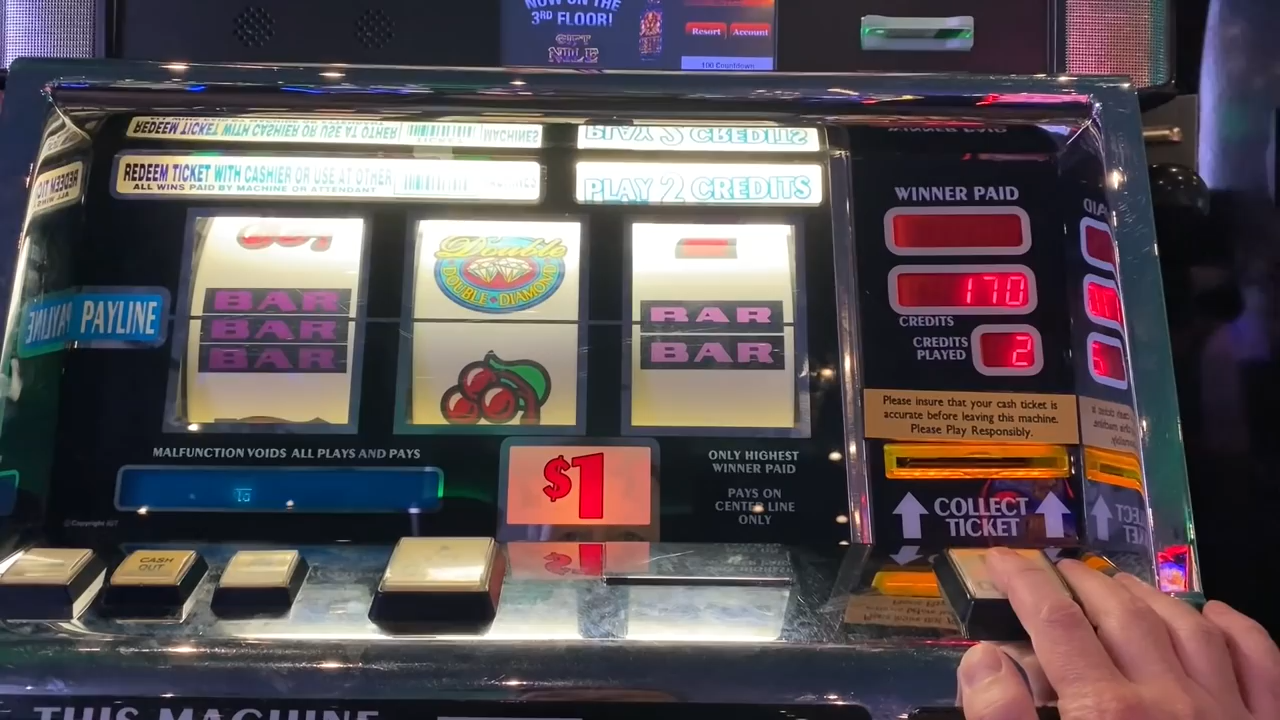 NOW ON THE
3RD FLOOR!
Resort Account
100 Countdown
REDEEM TICKET WITH CASHIER OR USE AT OTHER
ALL WINS PAID BY MACHINE OR ATTENDANT
PLAY 2 CREDITS
WINNER PAID
170
CREDITS
CREDITS
PLAYED
2
PAYLINE
Double
DOUBLE DIAMOND
BAR
BAR
BAR
BAR
BAR
Please insure that your cash ticket is
accurate before leaving this machine.
Please Play Responsibly.
MALFUNCTION VOIDS ALL PLAYS AND PAYS
$1
ONLY HIGHEST
WINNER PAID
PAYS ON
CENTER LINE
ONLY
COLLECT
TICKET
©Copyright IGT
CASH
OUT
THIS MACHINE